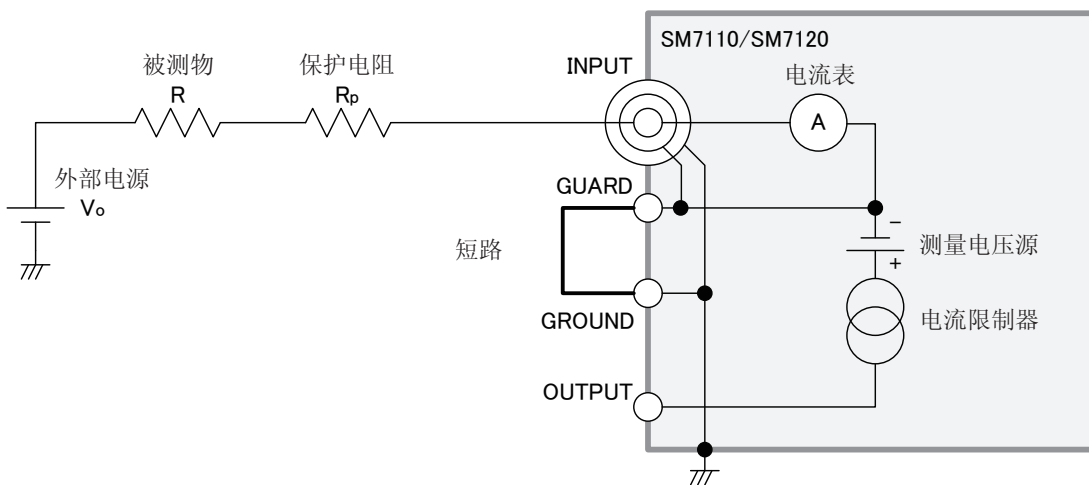 SM7110/SM7120
被测物
保护电阻
INPUT
电流表
R
Rp
A
外部电源
Vo
GUARD
短路
−
测量电压源
+
GROUND
电流限制器
OUTPUT